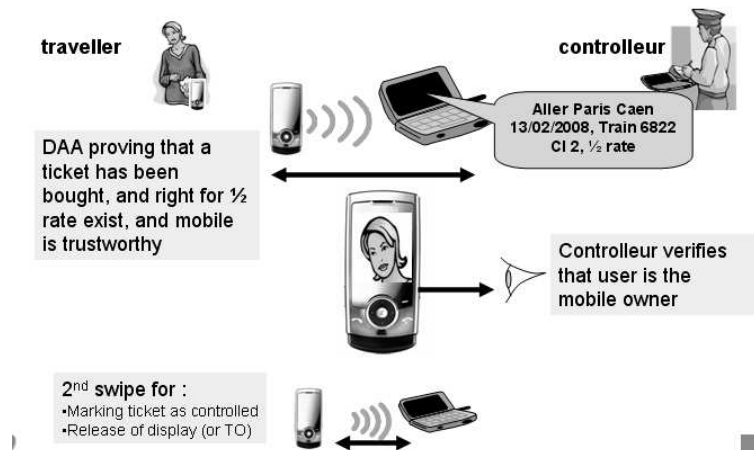 traveller
controlleur
Aller Paris Caen
13/02/2008, Train 6822
Cl 2, ½ rate
DAA proving that a
ticket has been
bought, and right for ½
rate exist, and mobile
is trustworthy
Controlleur verifies
that user is the
mobile owner
2nd swipe for :
▪Marking ticket as controlled
▪Release of display (or TO)